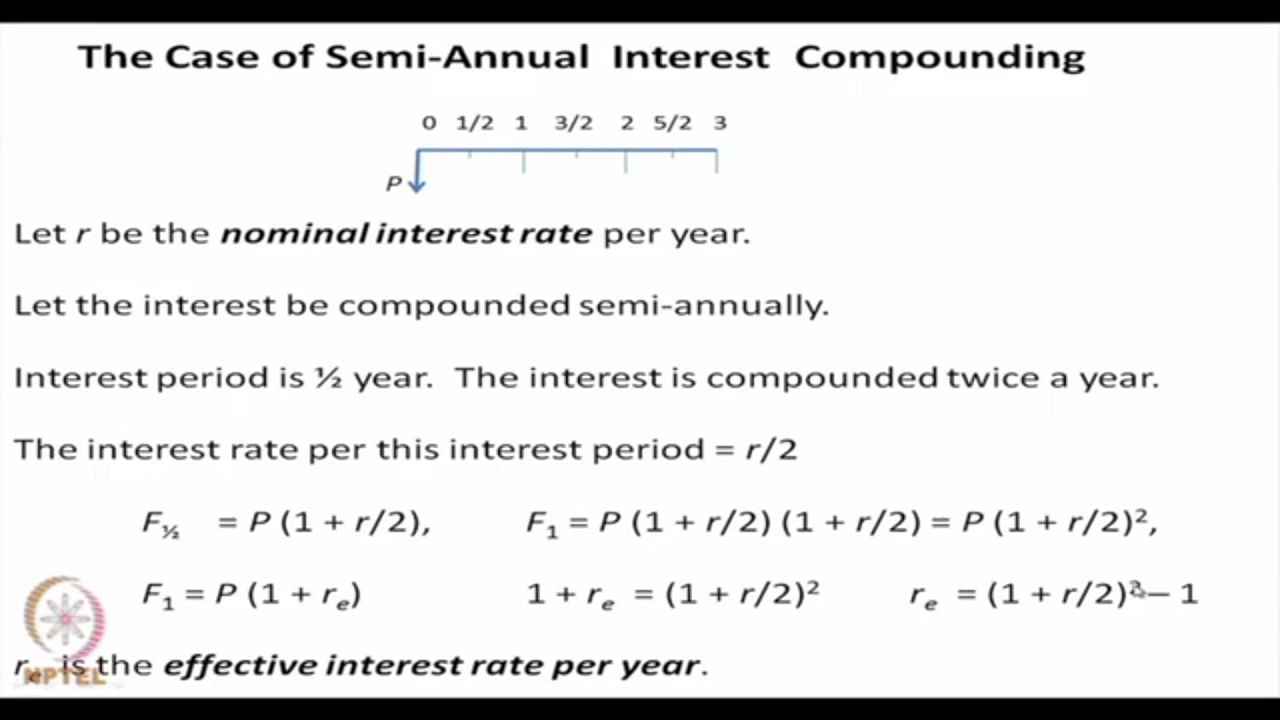 The Case of Semi-Annual Interest Compounding
0 1/2 1 3/2 2 5/2 3
P
Let r be the nominal interest rate per year.
Let the interest be compounded semi-annually.
Interest period is ½ year. The interest is compounded twice a year.
The interest rate per this interest period = r/2
F½ = P (1 + r/2), F₁ = P (1 + r/2) (1 + r/2) = P (1 + r/2)²,
F₁ = P (1 + rₑ) 1 + rₑ = (1 + r/2)² rₑ = (1 + r/2)² – 1
rₑ is the effective interest rate per year.
NPTEL